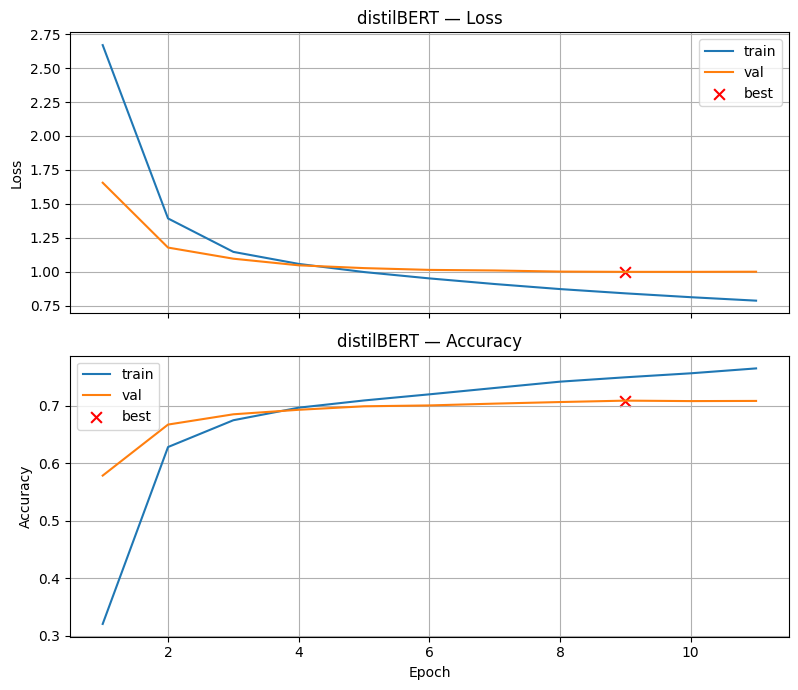 distilBERT — Loss
2.75
2.50
2.25
2.00
1.75
1.50
1.25
1.00
0.75
Loss
train
val
best
distilBERT — Accuracy
0.7
0.6
0.5
0.4
0.3
Accuracy
train
val
best
2
4
6
8
10
Epoch